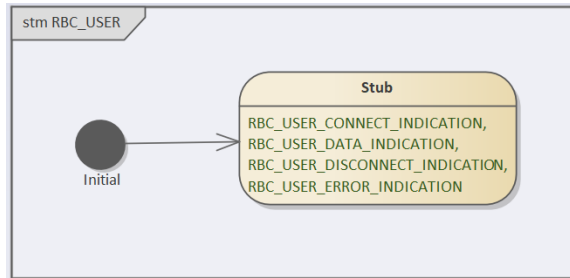 stm RBC_USER
Stub
RBC_USER_CONNECT_INDICATION,
RBC_USER_DATA_INDICATION,
RBC_USER_DISCONNECT_INDICATION,
RBC_USER_ERROR_INDICATION
Initial